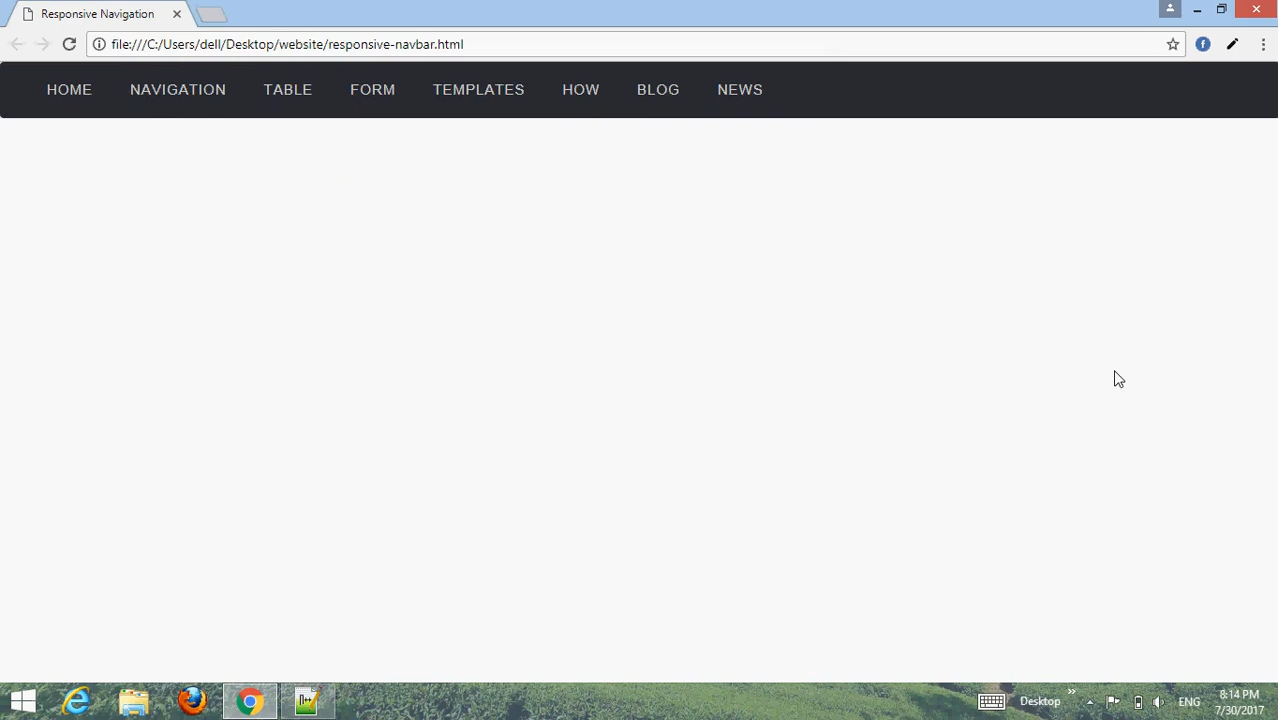 Responsive Navigation
file:///C:/Users/dell/Desktop/website/responsive-navbar.html
HOME NAVIGATION TABLE FORM TEMPLATES HOW BLOG NEWS
Desktop » ENG 8:14 PM
7/30/2017